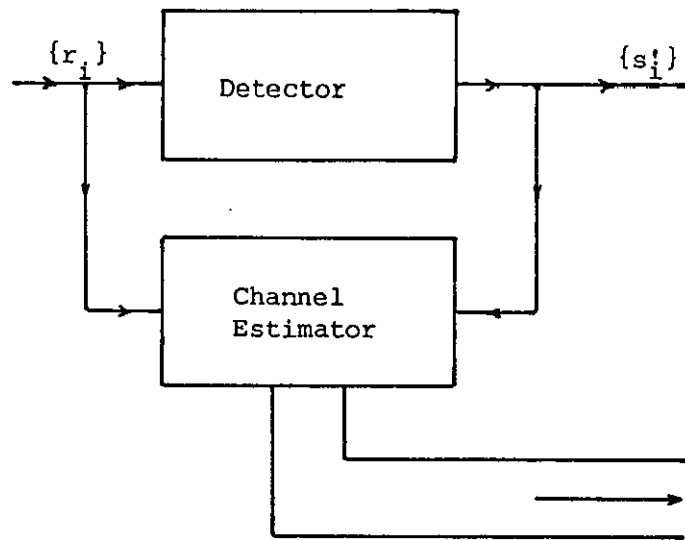 {r_i}
{s'_i}
Detector
Channel
Estimator